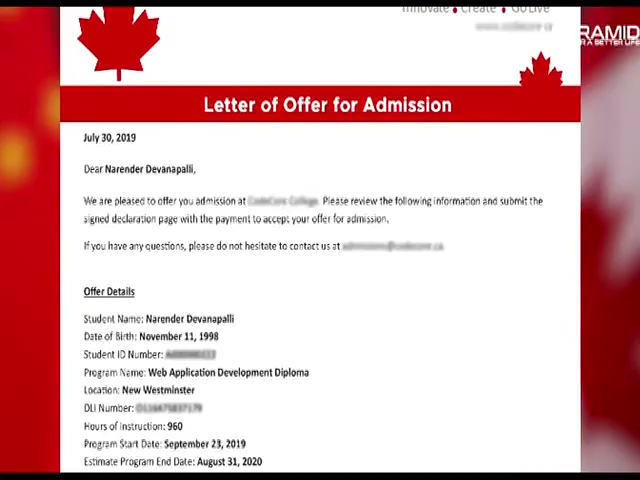 Innovate • Create • GoLive
RAMID
OR A BETTER LIFE
Letter of Offer for Admission
July 30, 2019
Dear Narender Devanapalli,
We are pleased to offer you admission at Please review the following information and submit the
signed declaration page with the payment to accept your offer for admission.
If you have any questions, please do not hesitate to contact us at
Offer Details
Student Name: Narender Devanapalli
Date of Birth: November 11, 1998
Student ID Number:
Program Name: Web Application Development Diploma
Location: New Westminster
DLI Number:
Hours of Instruction: 960
Program Start Date: September 23, 2019
Estimate Program End Date: August 31, 2020